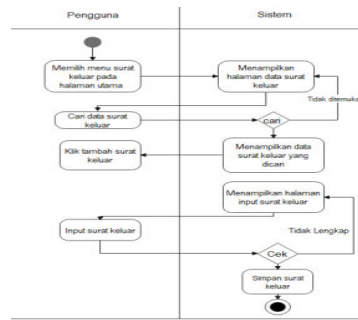 Pengguna
Sistem
Memilih menu surat
keluar pada
halaman utama
Menampilkan
halaman data surat
keluar
Tidak ditemuka
Cari data surat
keluar
cari
Klik tambah surat
keluar
Menampilkan data
surat keluar yang
dicari
Menampilkan halaman
input surat keluar
Input surat keluar
Tidak Lengkap
Cek
Simpan surat
keluar